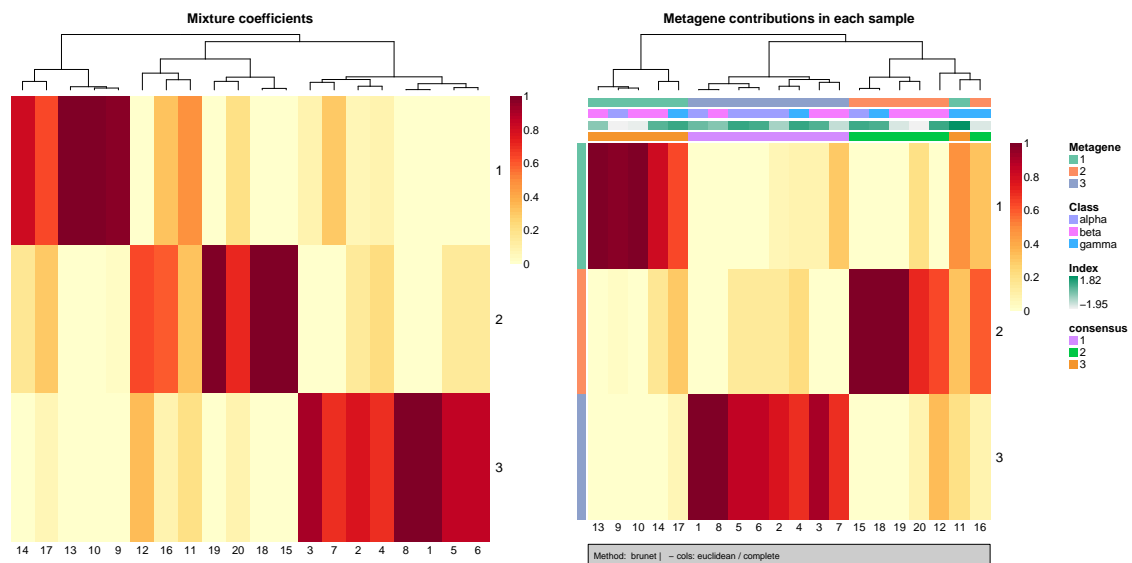 Mixture coefficients
1
0.8
0.6
0.4
0.2
0
1
2
3
14 17 13 10 9 12 16 11 19 20 18 15 3 7 2 4 8 1 5 6
Metagene contributions in each sample
1
0.8
0.6
0.4
0.2
0
1
2
3
13 9 10 14 17 1 8 5 6 2 4 3 7 15 18 19 20 12 11 16
Metagene
1
2
3
Class
alpha
beta
gamma
Index
1.82
−1.95
consensus
1
2
3
Method: brunet | − cols: euclidean / complete